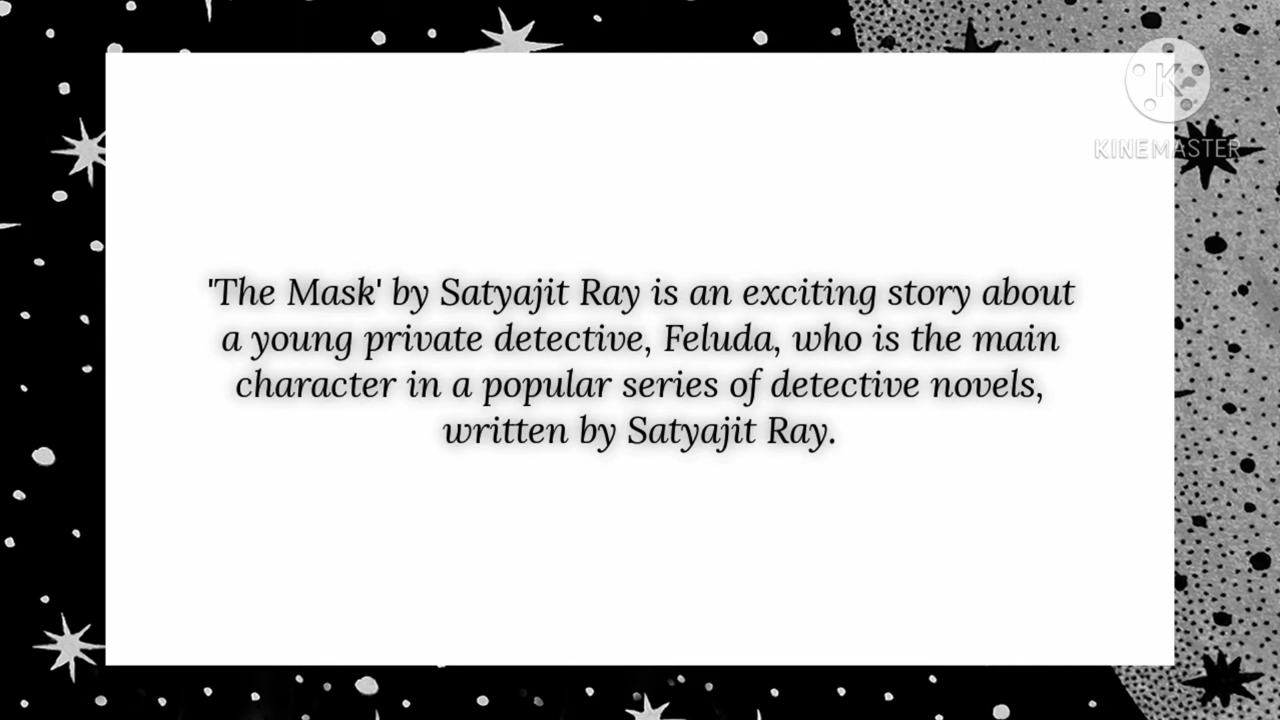 K
KINEMASTER
'The Mask' by Satyajit Ray is an exciting story about
a young private detective, Feluda, who is the main
character in a popular series of detective novels,
written by Satyajit Ray.